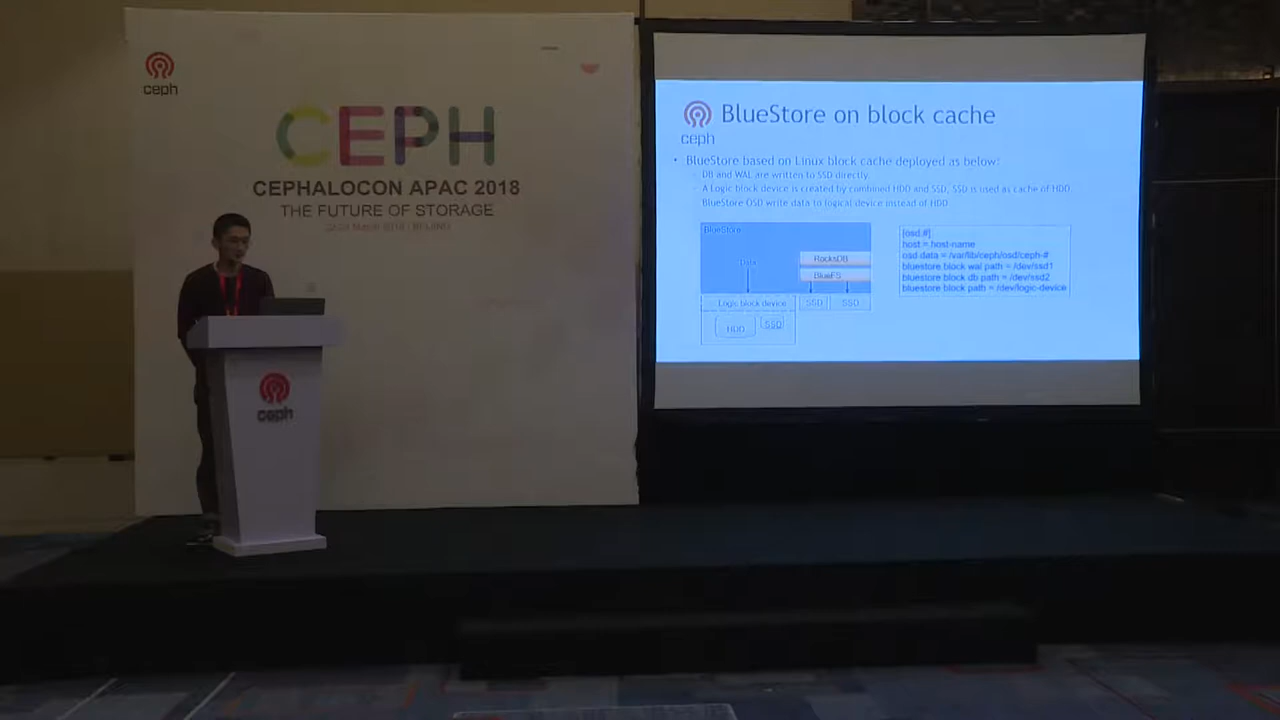 ceph
CEPH
CEPHALOCON APAC 2018
THE FUTURE OF STORAGE
22-23 March 2018 | BEIJING
ceph
ceph
BlueStore on block cache
• BlueStore based on Linux block cache deployed as below:
DB and WAL are written to SSD directly.
A Logic block device is created by combined HDD and SSD, SSD is used as cache of HDD
BlueStore OSD write data to logical device instead of HDD
BlueStore
Data
RocksDB
BlueFS
Logic block device
SSD
SSD
HDD
SSD
[osd.#]
host = host-name
osd data = /var/lib/ceph/osd/ceph-#
bluestore block wal path = /dev/ssd1
bluestore block db path = /dev/ssd2
bluestore block path = /dev/logic-device